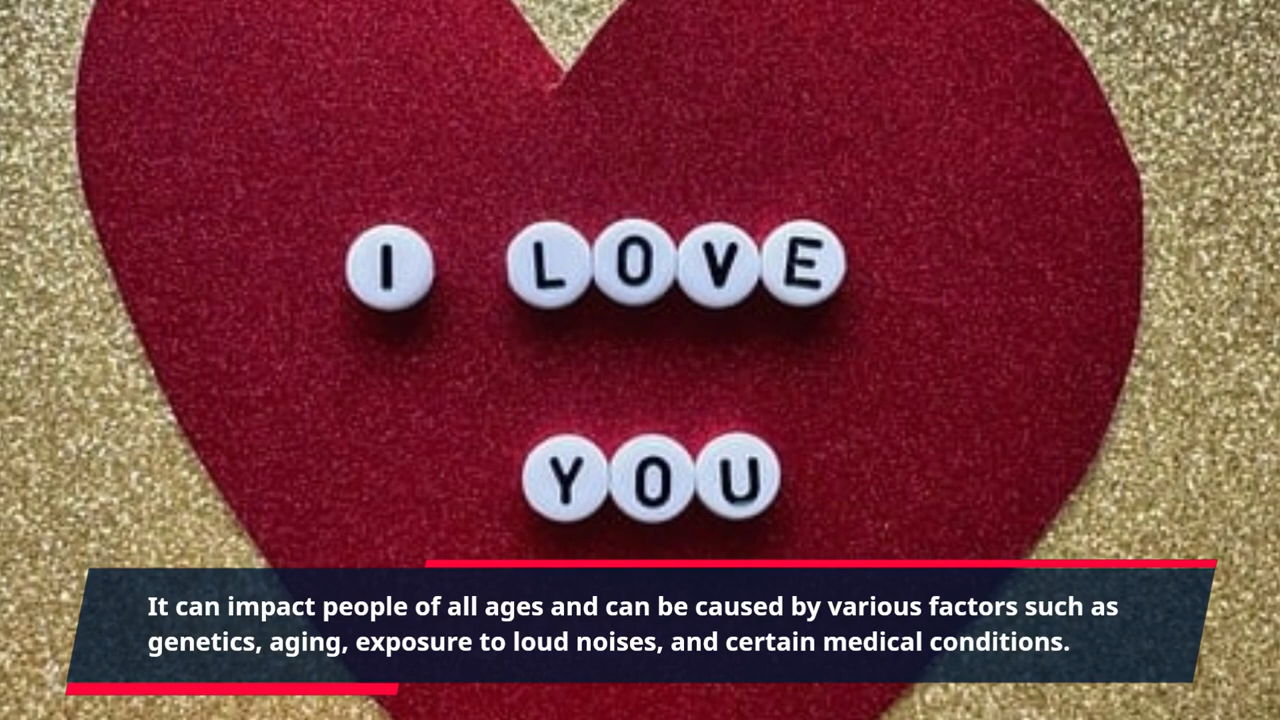 I LOVE
YOU
It can impact people of all ages and can be caused by various factors such as
genetics, aging, exposure to loud noises, and certain medical conditions.